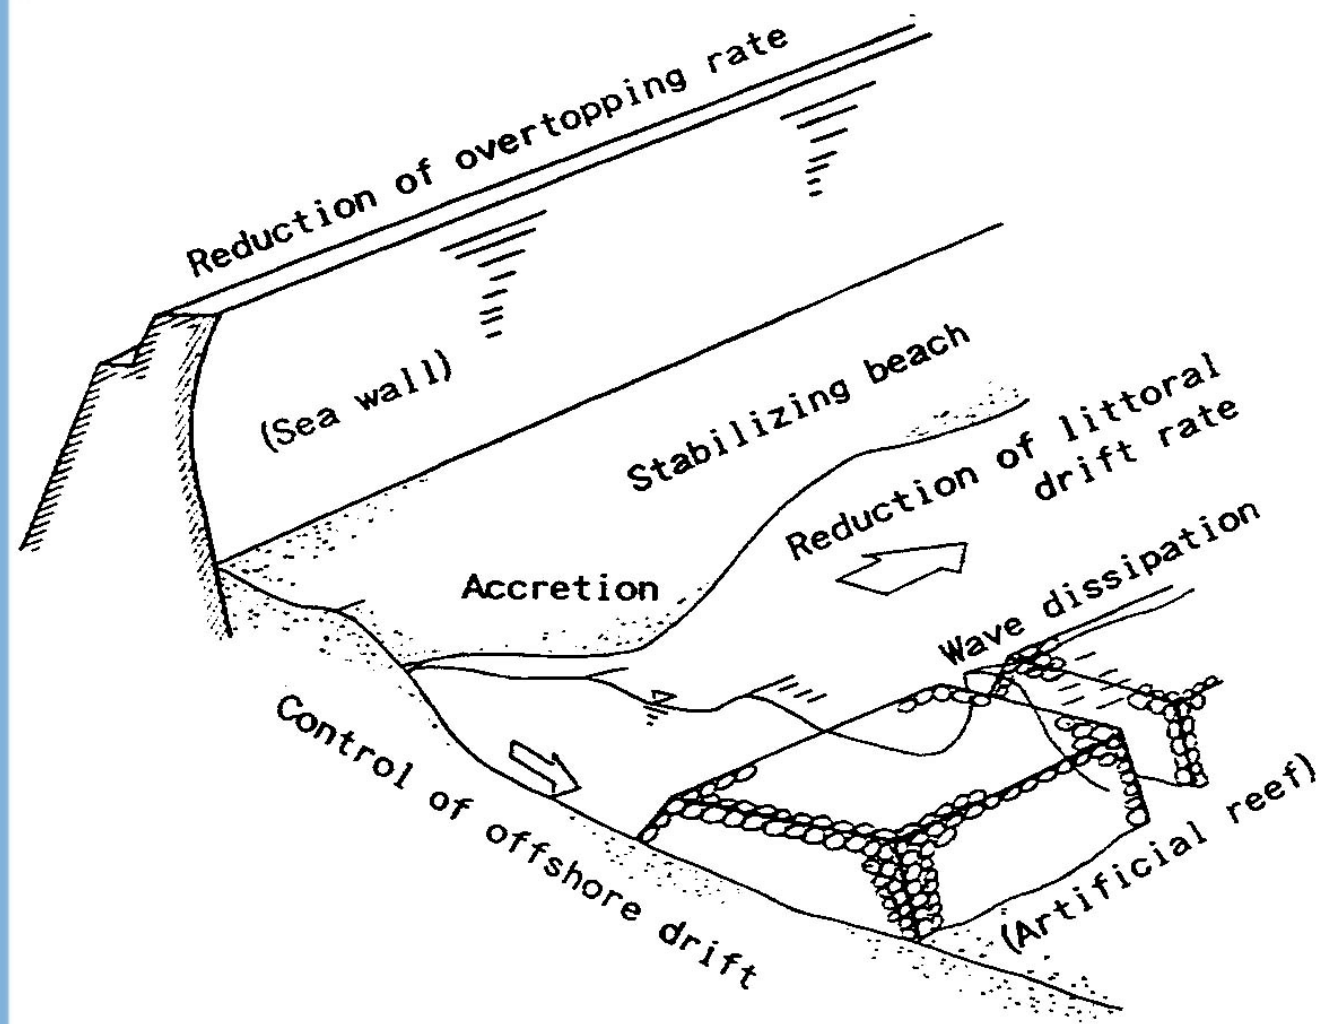 Reduction of overtopping rate
(Sea wall)
Stabilizing beach
Reduction of littoral
drift rate
Accretion
Wave dissipation
Control of offshore drift
(Artificial reef)